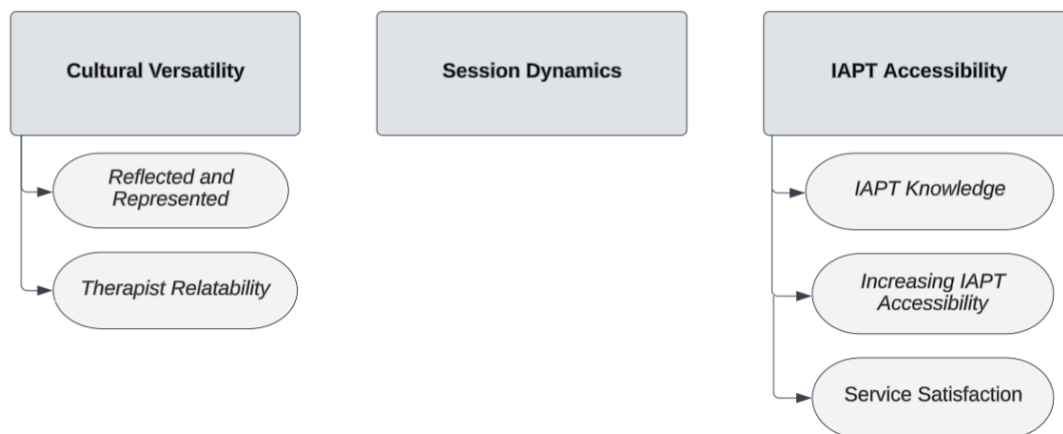 Cultural Versatility
Session Dynamics
IAPT Accessibility
Reflected and
Represented
Therapist Relatability
IAPT Knowledge
Increasing IAPT
Accessibility
Service Satisfaction